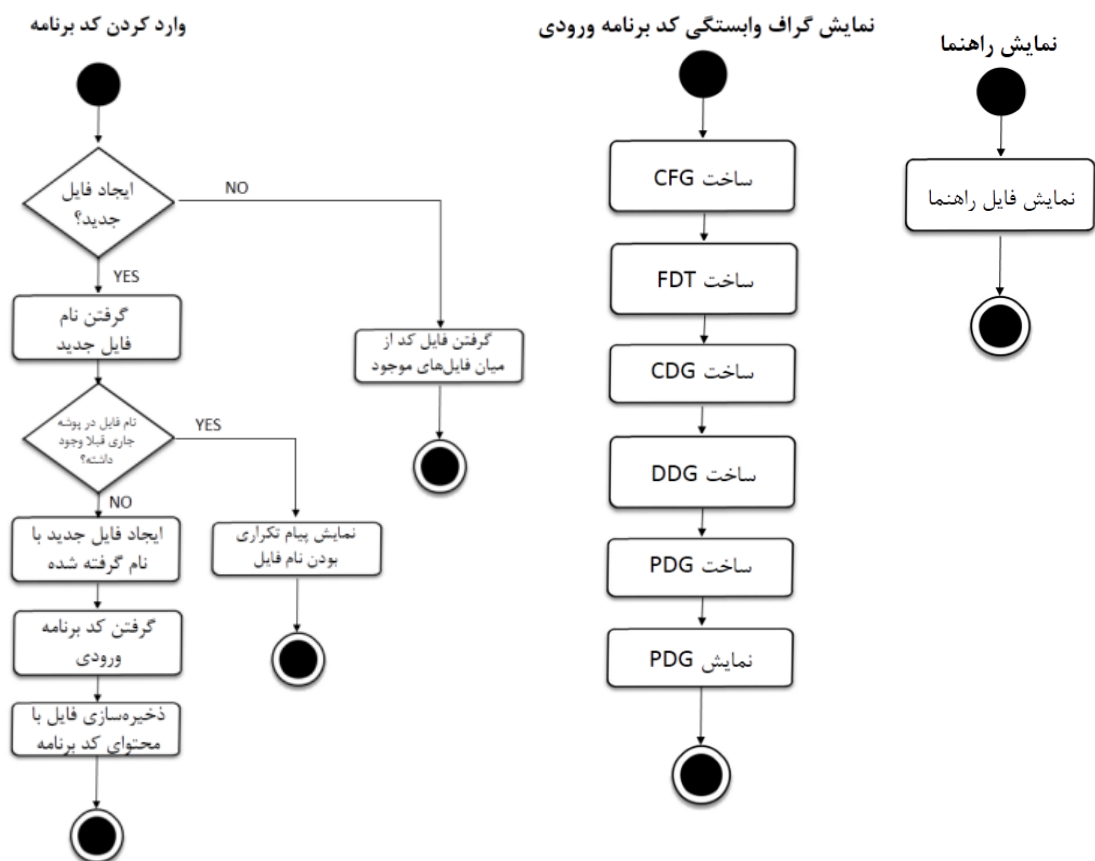 وارد کردن کد برنامه
ایجاد فایل
جدید؟
NO
YES
گرفتن نام
فایل جدید
گرفتن فایل کد از
میان فایل‌های موجود
نام فایل در پوشه
جاری قبلا وجود
داشته؟
YES
NO
ایجاد فایل جدید با
نام گرفته شده
نمایش پیام تکراری
بودن نام فایل
گرفتن کد برنامه
ورودی
ذخیره‌سازی فایل با
محتوای کد برنامه
نمایش گراف وابستگی کد برنامه ورودی
ساخت CFG
ساخت FDT
ساخت CDG
ساخت DDG
ساخت PDG
نمایش PDG
نمایش راهنما
نمایش فایل راهنما